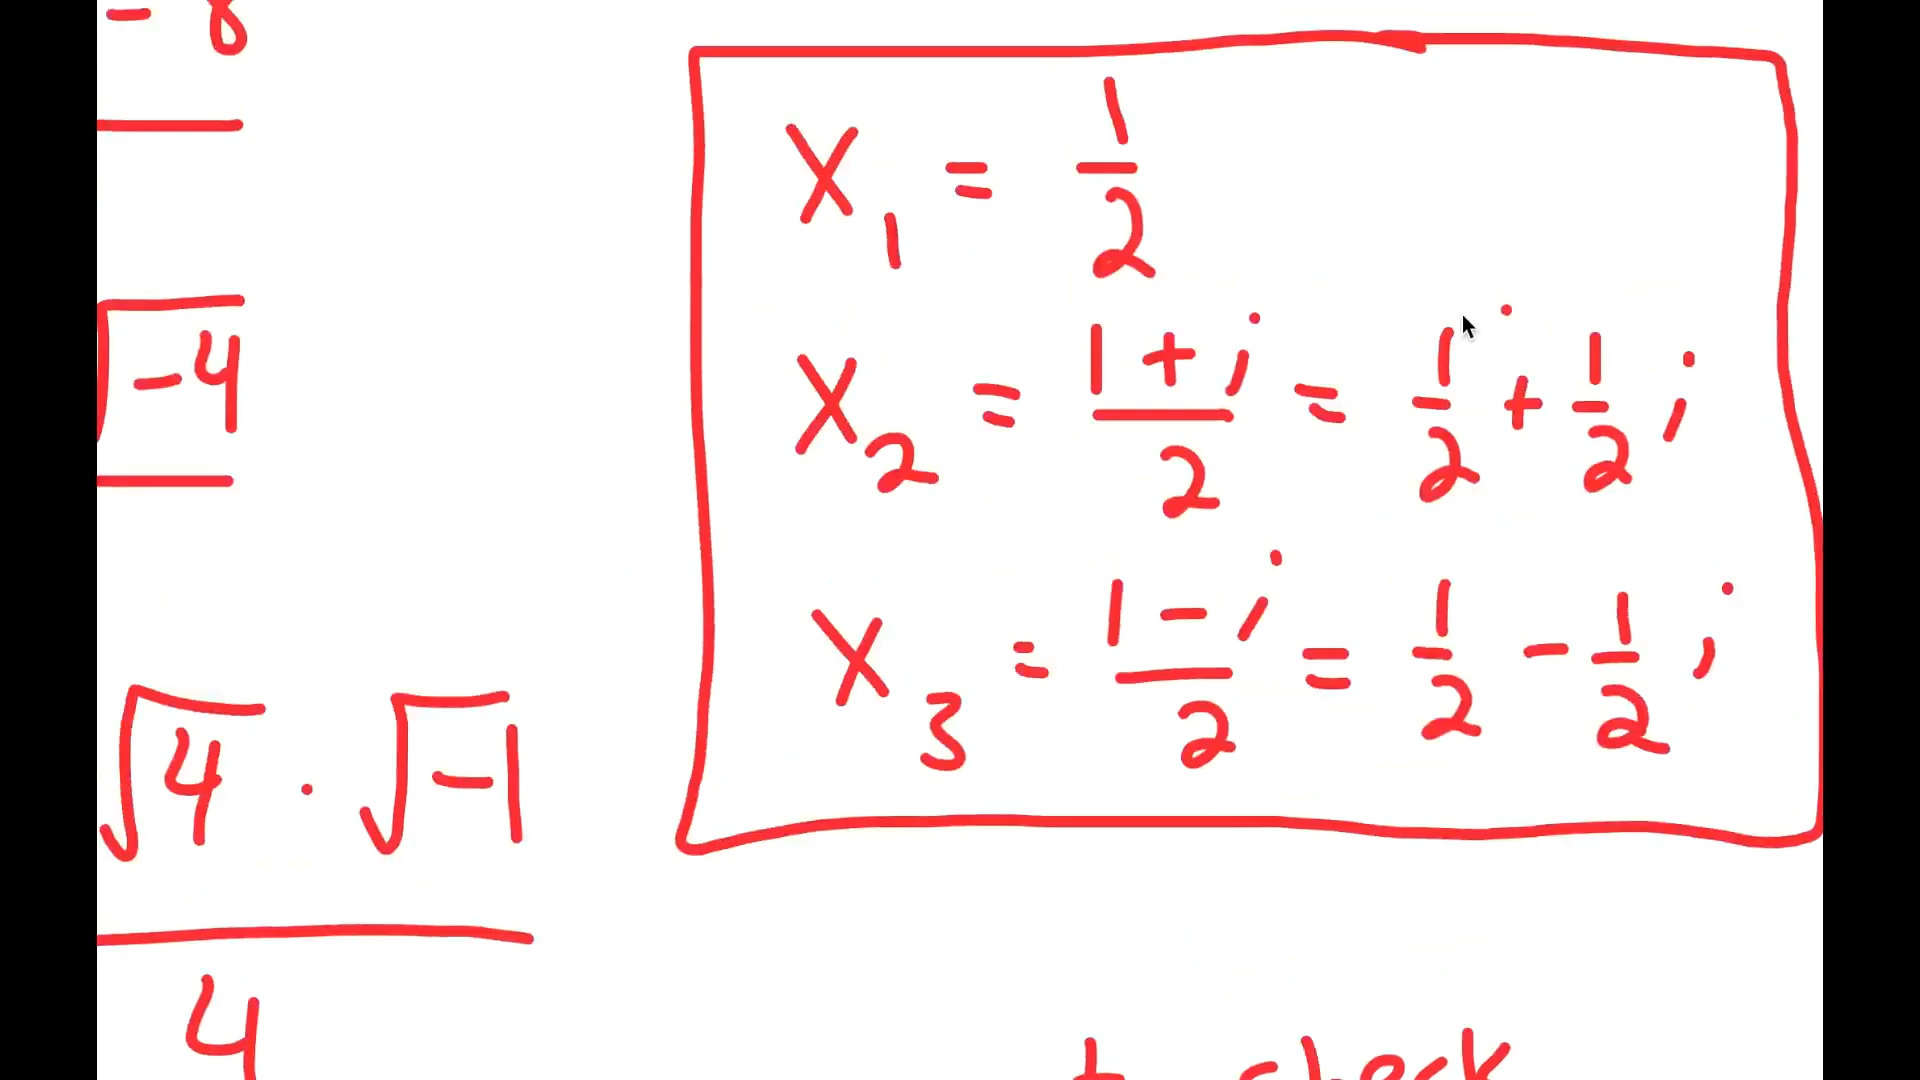 - 8
√-4
√4 · √-1
4
X₁ = 1/2
X₂ = (1 + i)/2 = 1/2 + 1/2 i
X₃ = (1 - i)/2 = 1/2 - 1/2 i
check